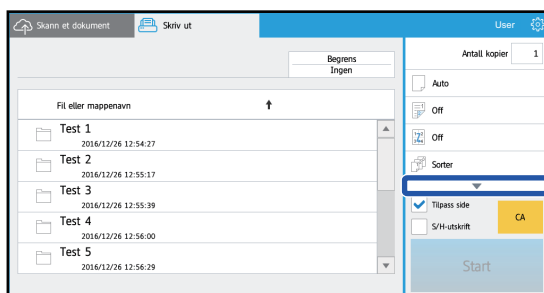 Skann et dokument
Skriv ut
User
Begrens
Ingen
Fil eller mappenavn
Test 1
2016/12/26 12:54:27
Test 2
2016/12/26 12:55:17
Test 3
2016/12/26 12:55:39
Test 4
2016/12/26 12:56:00
Test 5
2016/12/26 12:56:29
Antall kopier 1
Auto
Off
Off
Sorter
Tilpass side
S/H-utskrift
CA
Start